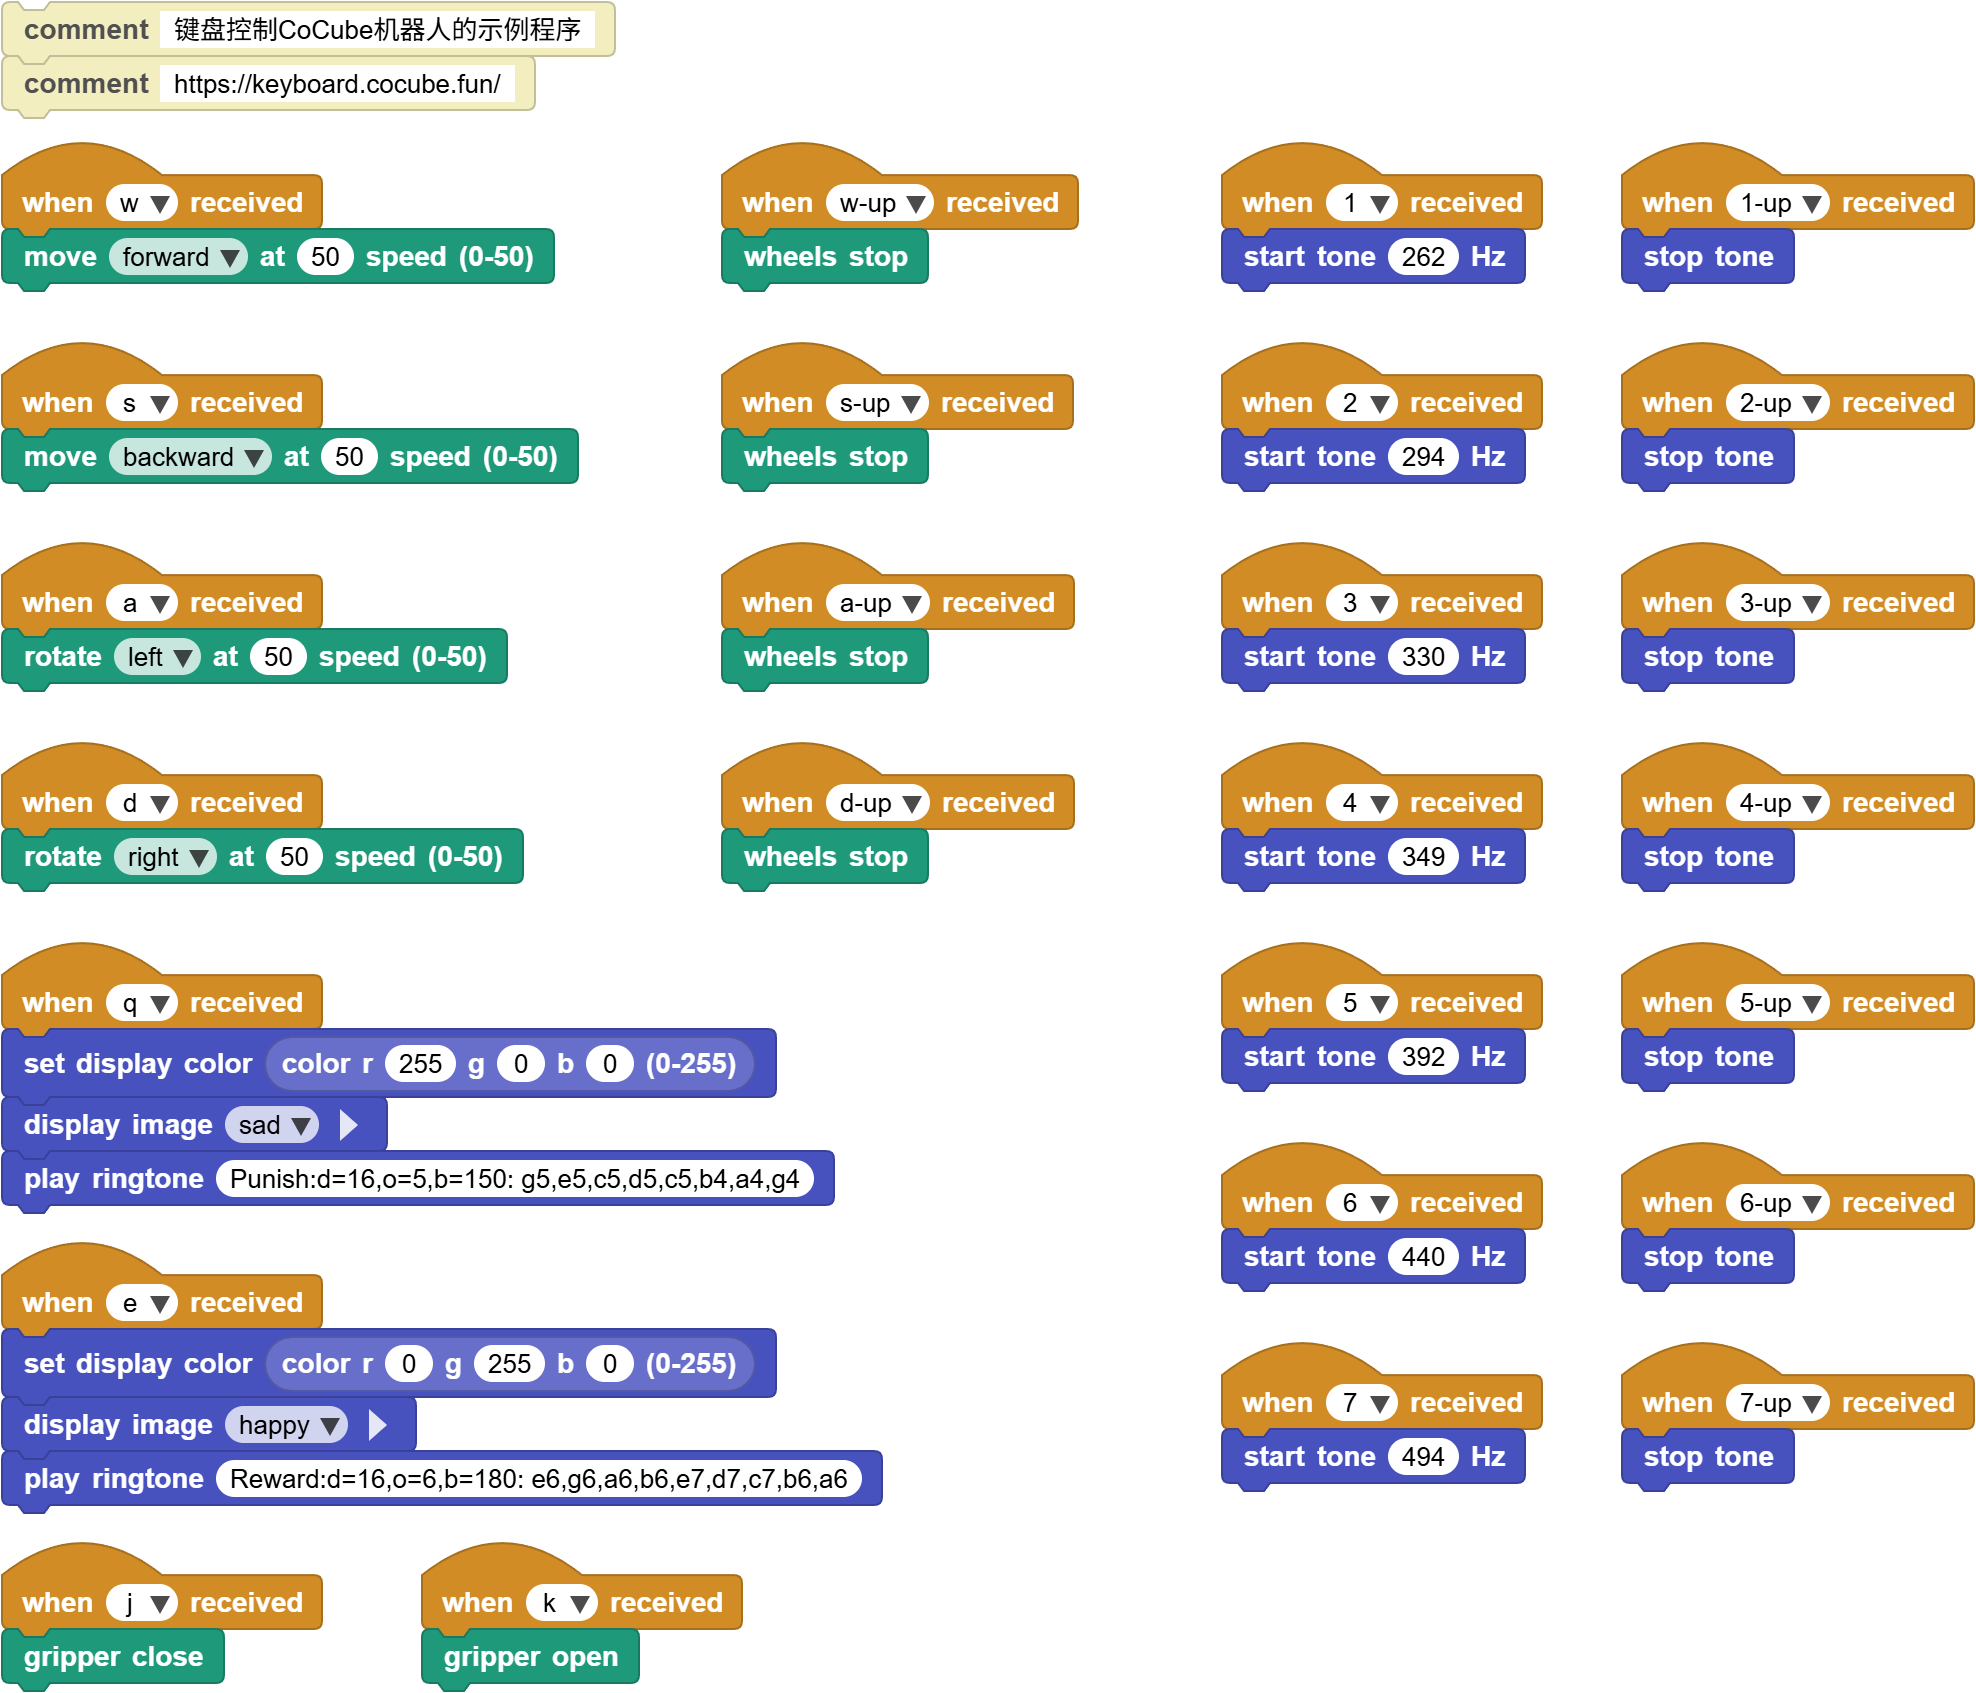 comment 键盘控制CoCube机器人的示例程序
comment https://keyboard.cocube.fun/
when w received
move forward at 50 speed (0-50)
when w-up received
wheels stop
when 1 received
start tone 262 Hz
when 1-up received
stop tone
when s received
move backward at 50 speed (0-50)
when s-up received
wheels stop
when 2 received
start tone 294 Hz
when 2-up received
stop tone
when a received
rotate left at 50 speed (0-50)
when a-up received
wheels stop
when 3 received
start tone 330 Hz
when 3-up received
stop tone
when d received
rotate right at 50 speed (0-50)
when d-up received
wheels stop
when 4 received
start tone 349 Hz
when 4-up received
stop tone
when q received
set display color color r 255 g 0 b 0 (0-255)
display image sad
play ringtone Punish:d=16,o=5,b=150: g5,e5,c5,d5,c5,b4,a4,g4
when 5 received
start tone 392 Hz
when 5-up received
stop tone
when e received
set display color color r 0 g 255 b 0 (0-255)
display image happy
play ringtone Reward:d=16,o=6,b=180: e6,g6,a6,b6,e7,d7,c7,b6,a6
when 6 received
start tone 440 Hz
when 6-up received
stop tone
when 7 received
start tone 494 Hz
when 7-up received
stop tone
when j received
gripper close
when k received
gripper open